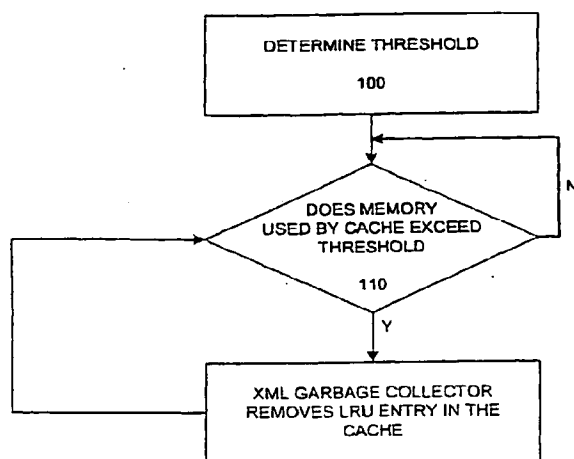 DETERMINE THRESHOLD
100
N
DOES MEMORY
USED BY CACHE EXCEED
THRESHOLD
110
Y
XML GARBAGE COLLECTOR
REMOVES LRU ENTRY IN THE
CACHE